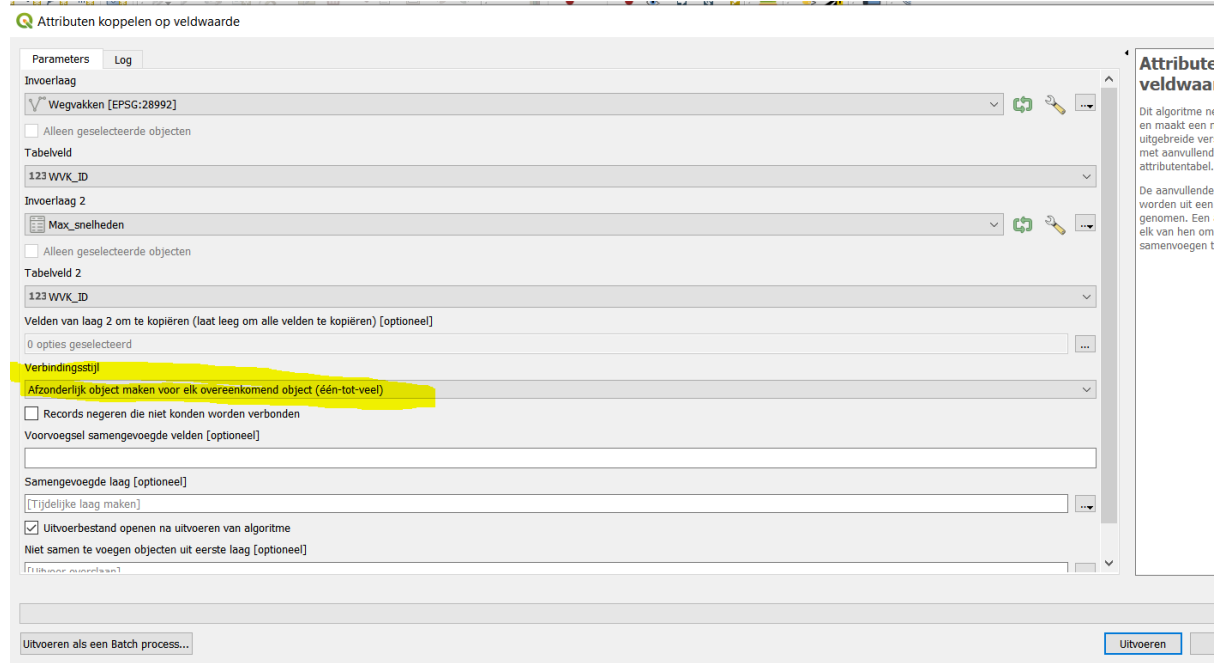 Attributen koppelen op veldwaarde
Parameters
Log
Invoerlaag
Wegvakken [EPSG:28992]
Alleen geselecteerde objecten
Tabelveld
123 WVK_ID
Invoerlaag 2
Max_snelheden
Alleen geselecteerde objecten
Tabelveld 2
123 WVK_ID
Velden van laag 2 om te kopiëren (laat leeg om alle velden te kopiëren) [optioneel]
0 opties geselecteerd
...
Verbindingsstijl
Afzonderlijk object maken voor elk overeenkomend object (één-tot-veel)
Records negeren die niet konden worden verbonden
Voorvoegsel samengevoegde velden [optioneel]
Samengevoegde laag [optioneel]
[Tijdelijke laag maken]
Uitvoerbestand openen na uitvoeren van algoritme
Niet samen te voegen objecten uit eerste laag [optioneel]
[Uitvoer overslaan]
Uitvoeren als een Batch process...
Uitvoeren
Attribute
veldwaa
Dit algoritme ne
en maakt een n
uitgebreide ver
met aanvullend
attributentabel.
De aanvullende
worden uit een
genomen. Een
elk van hen om
samenvoegen t